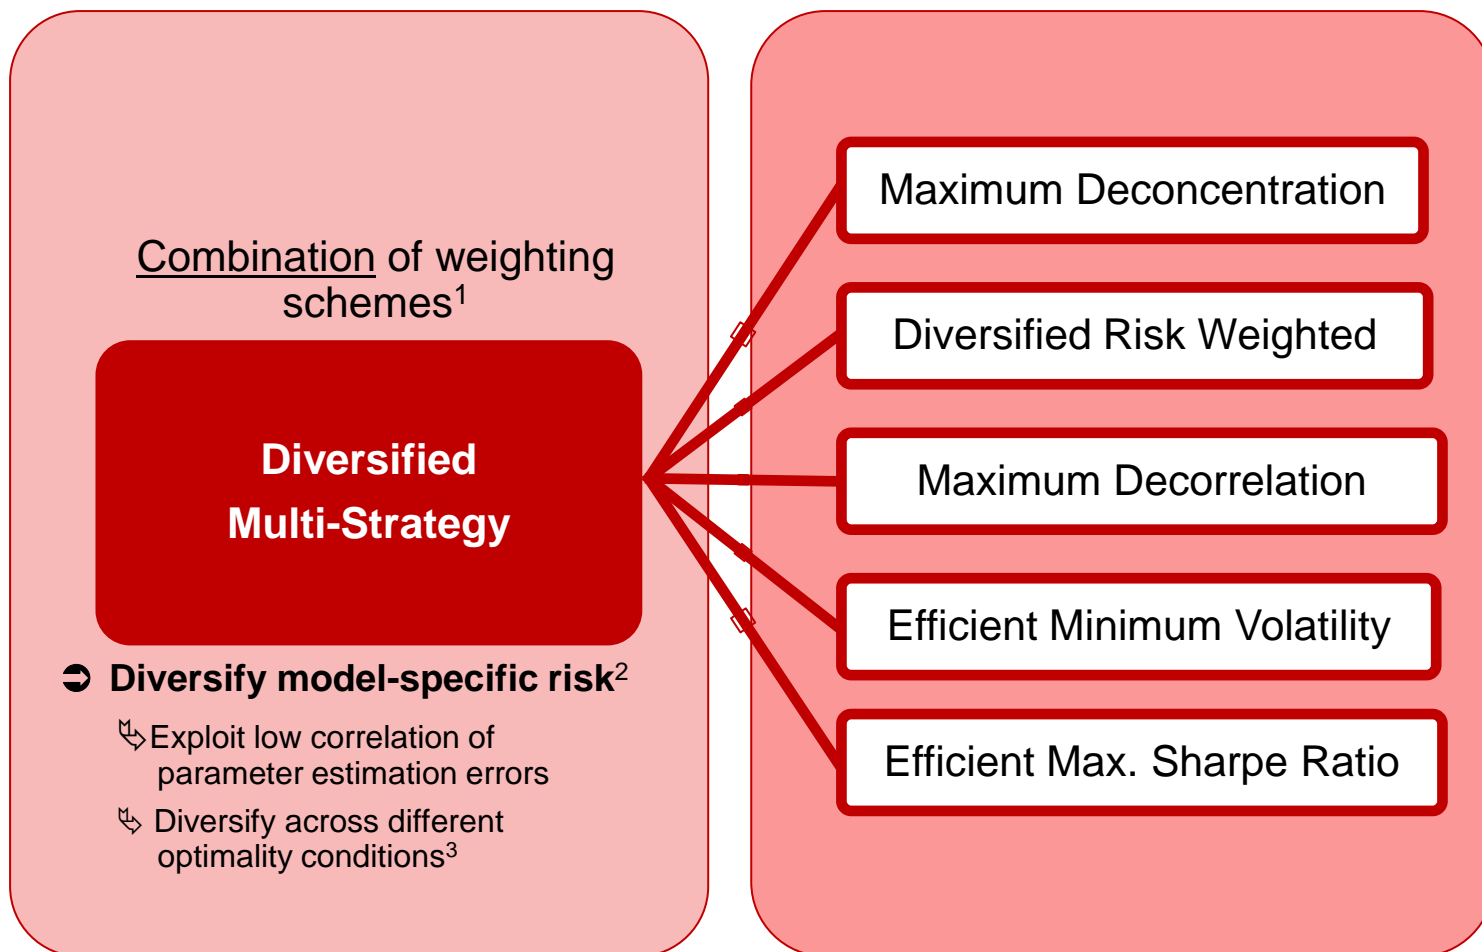 Combination of weighting
schemes¹
Diversified
Multi-Strategy
➲ Diversify model-specific risk²
Exploit low correlation of
parameter estimation errors
Diversify across different
optimality conditions³
Maximum Deconcentration
Diversified Risk Weighted
Maximum Decorrelation
Efficient Minimum Volatility
Efficient Max. Sharpe Ratio